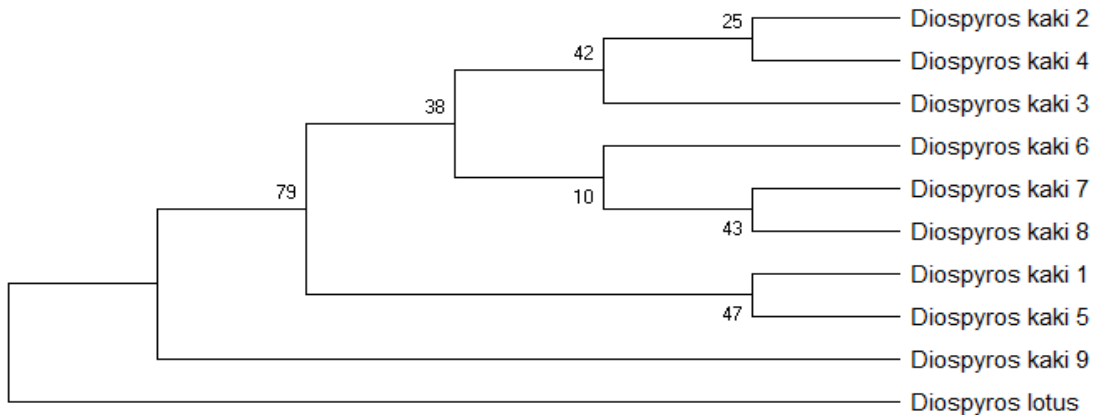 25
Diospyros kaki 2
Diospyros kaki 4
42
Diospyros kaki 3
38
Diospyros kaki 6
79
10
Diospyros kaki 7
43
Diospyros kaki 8
Diospyros kaki 1
47
Diospyros kaki 5
Diospyros kaki 9
Diospyros lotus